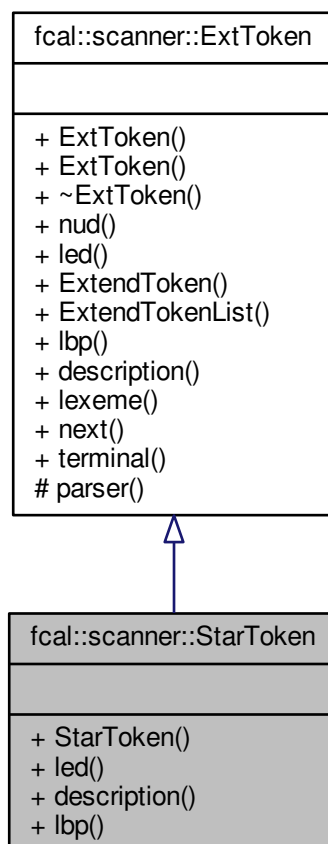 fcal::scanner::ExtToken
+ ExtToken()
+ ExtToken()
+ ~ExtToken()
+ nud()
+ led()
+ ExtendToken()
+ ExtendTokenList()
+ lbp()
+ description()
+ lexeme()
+ next()
+ terminal()
# parser()
fcal::scanner::StarToken
+ StarToken()
+ led()
+ description()
+ lbp()